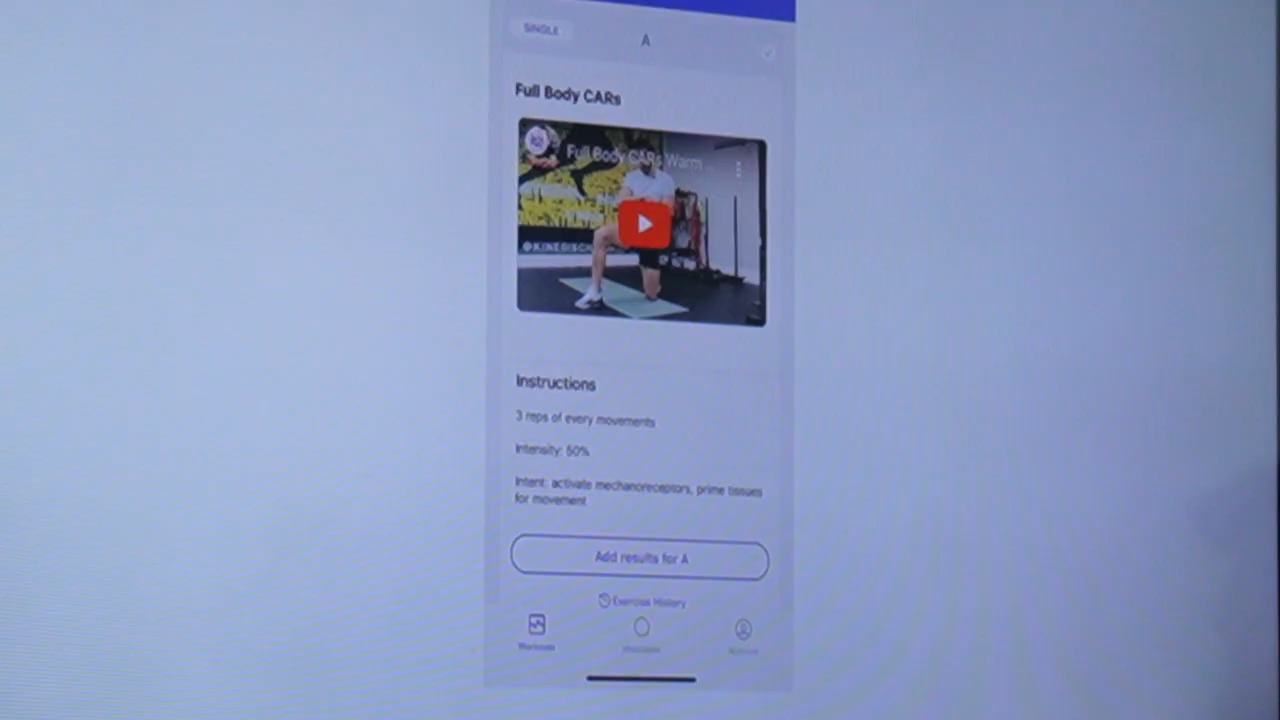 SINGLE
A
Full Body CARs
Full Body CARs Warm...
Instructions
3 reps of every movements
Intensity: 50%
Intent: activate mechanoreceptors, prime tissues
for movement
Add results for A
Exercise History
Workouts